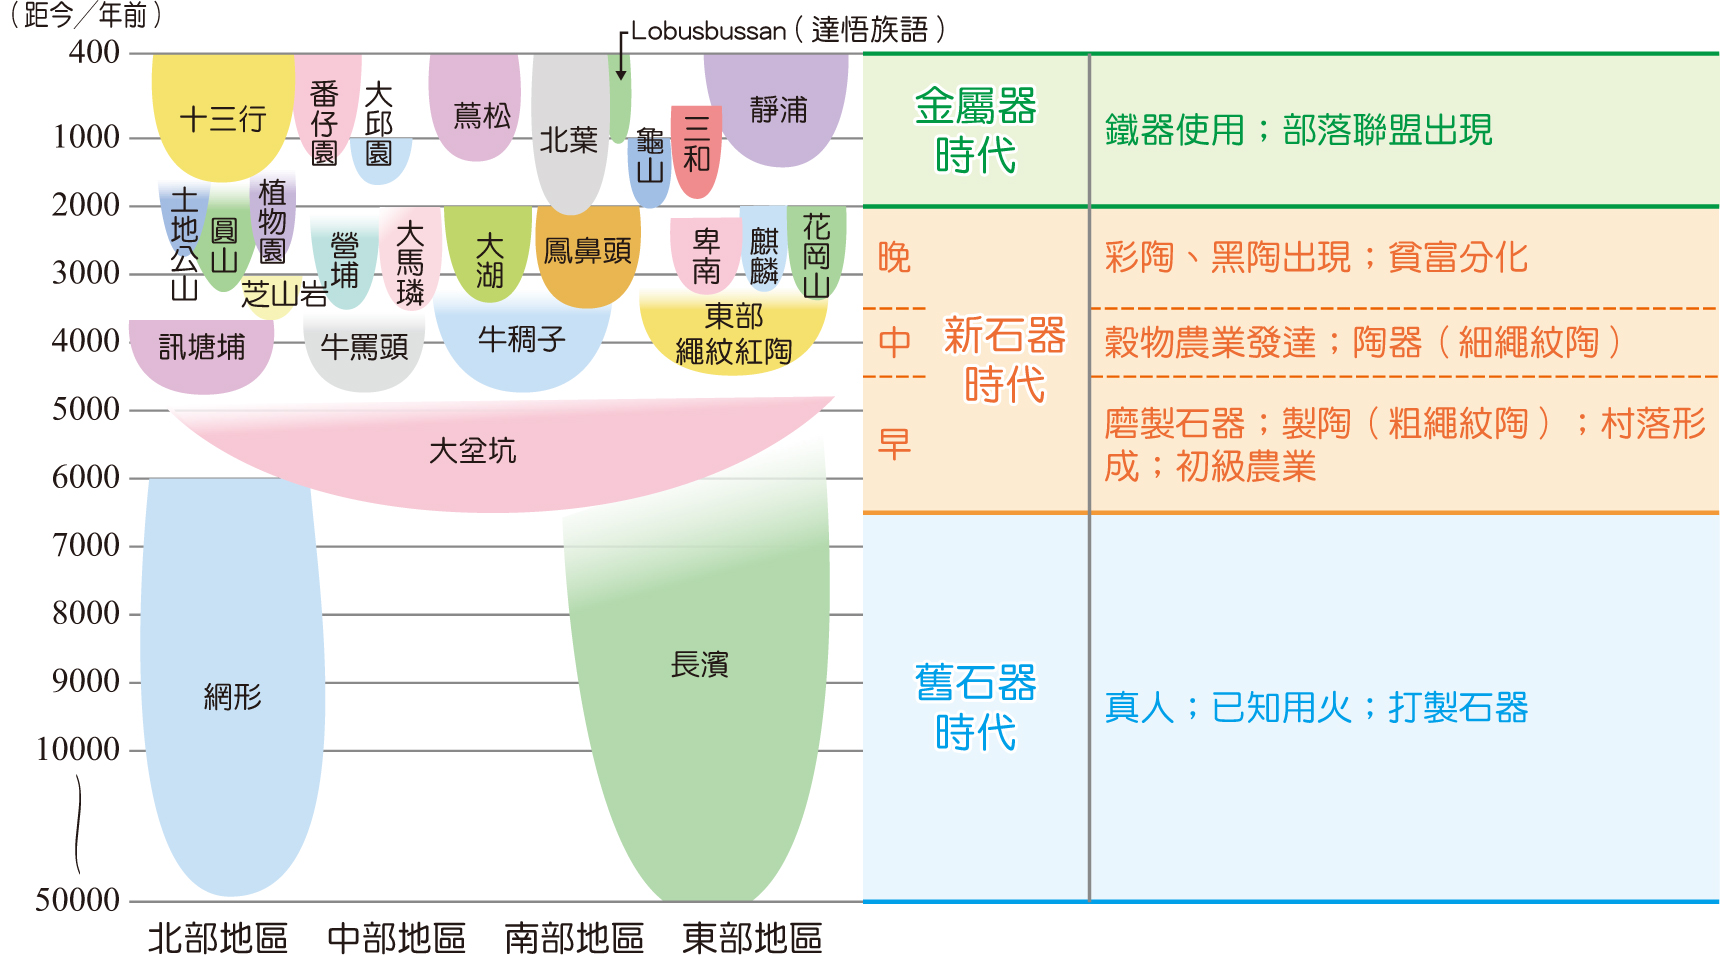 （距今／年前）
Lobusbussan（達悟族語）
400
1000
2000
3000
4000
5000
6000
7000
8000
9000
10000
50000
十三行
番仔園
大邱園
蔦松
北葉
龜山
三和
靜浦
土地公山
圓山
植物園
芝山岩
營埔
大馬璘
大湖
鳳鼻頭
卑南
麒麟
花岡山
訊塘埔
牛罵頭
牛稠子
東部
繩紋紅陶
大坌坑
網形
長濱
北部地區
中部地區
南部地區
東部地區
金屬器
時代
鐵器使用；部落聯盟出現
新石器
時代
晚
彩陶、黑陶出現；貧富分化
中
穀物農業發達；陶器（細繩紋陶）
早
磨製石器；製陶（粗繩紋陶）；村落形
成；初級農業
舊石器
時代
真人；已知用火；打製石器